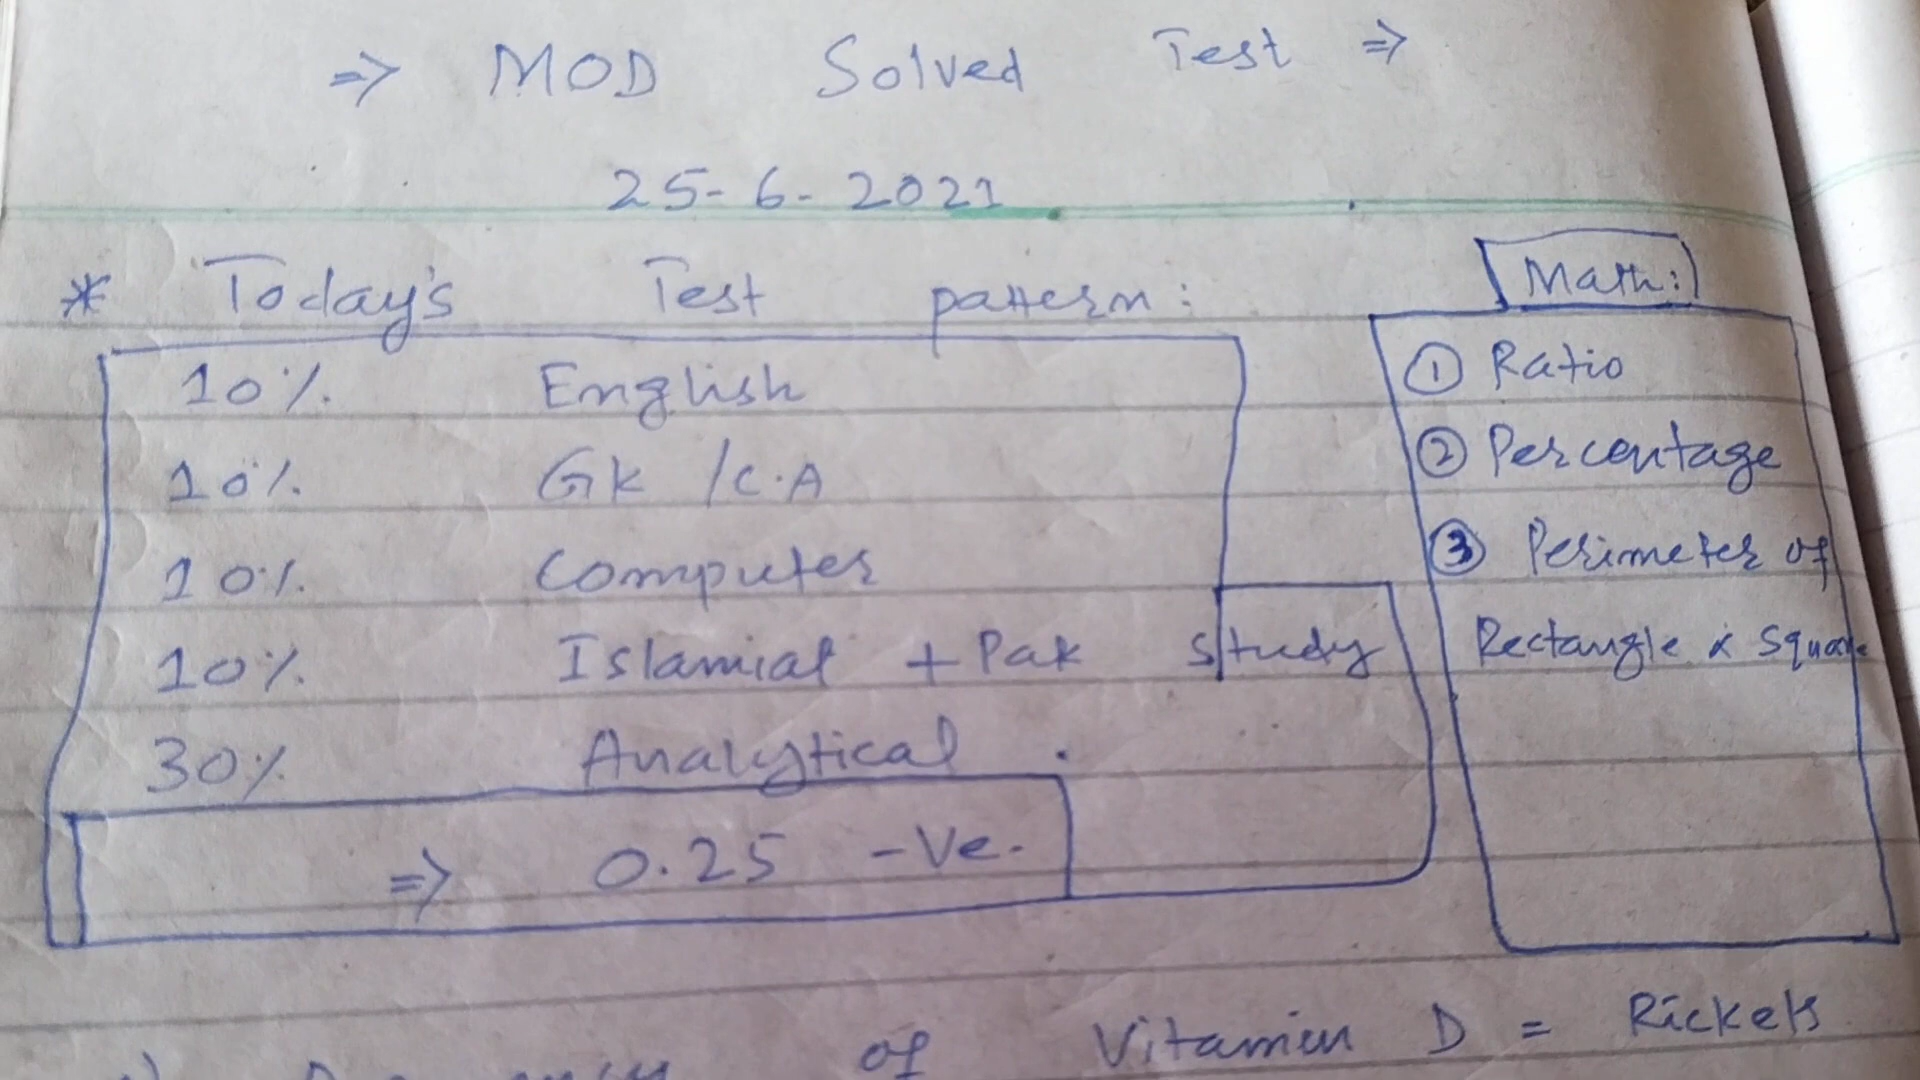 ⇒ MOD Solved Test ⇒
25-6-2021
* Today's Test pattern:
10% English
10% GK / C.A
10% Computer
10% Islamiat + Pak study
30% Analytical.
⇒ 0.25 -Ve.
Math:
① Ratio
② Percentage
③ Perimeter of
Rectangle & Square
of Vitamin D = Rickets